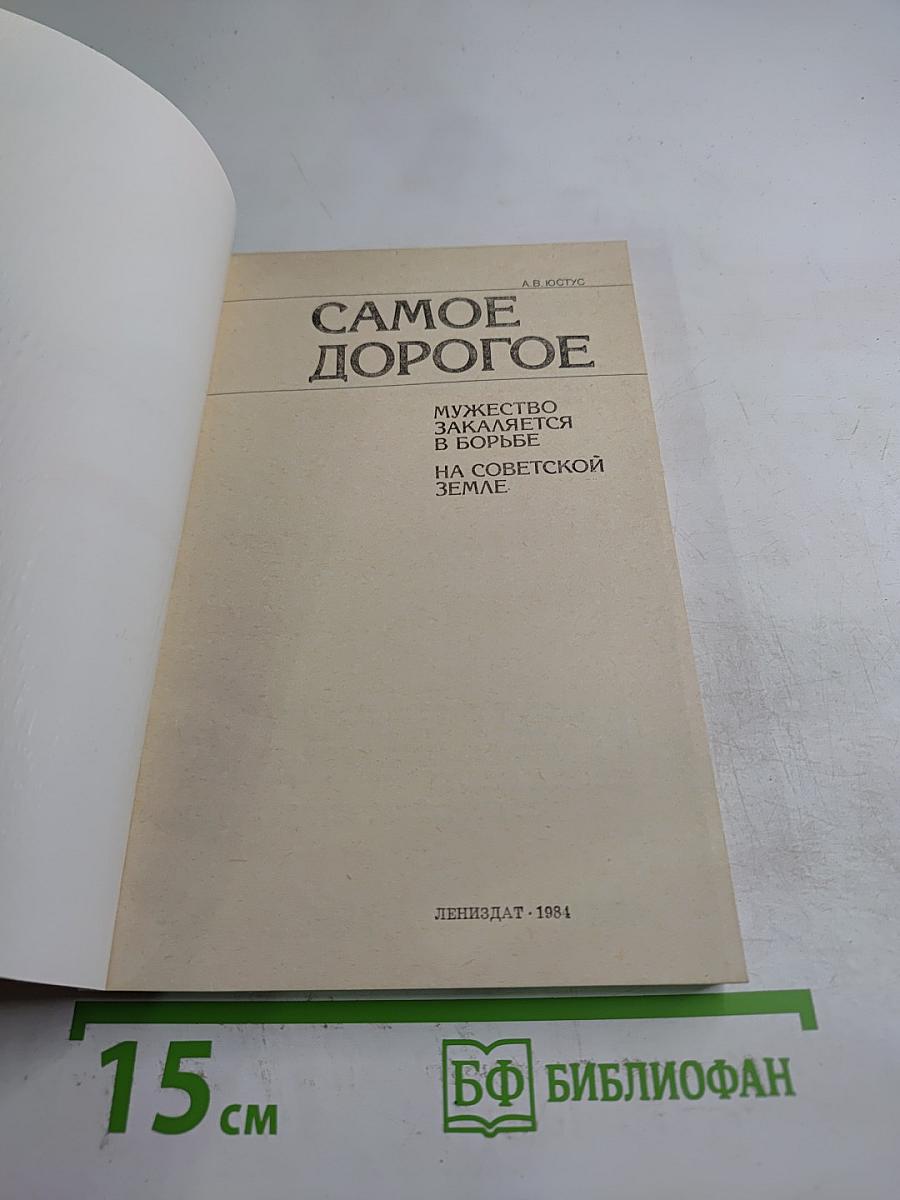 А.В.ЮСТУС
САМОЕ
ДОРОГОЕ
МУЖЕСТВО
ЗАКАЛЯЕТСЯ
В БОРЬБЕ
НА СОВЕТСКОЙ
ЗЕМЛЕ
ЛЕНИЗДАТ · 1984
15 см
БФ БИБЛИОФАН